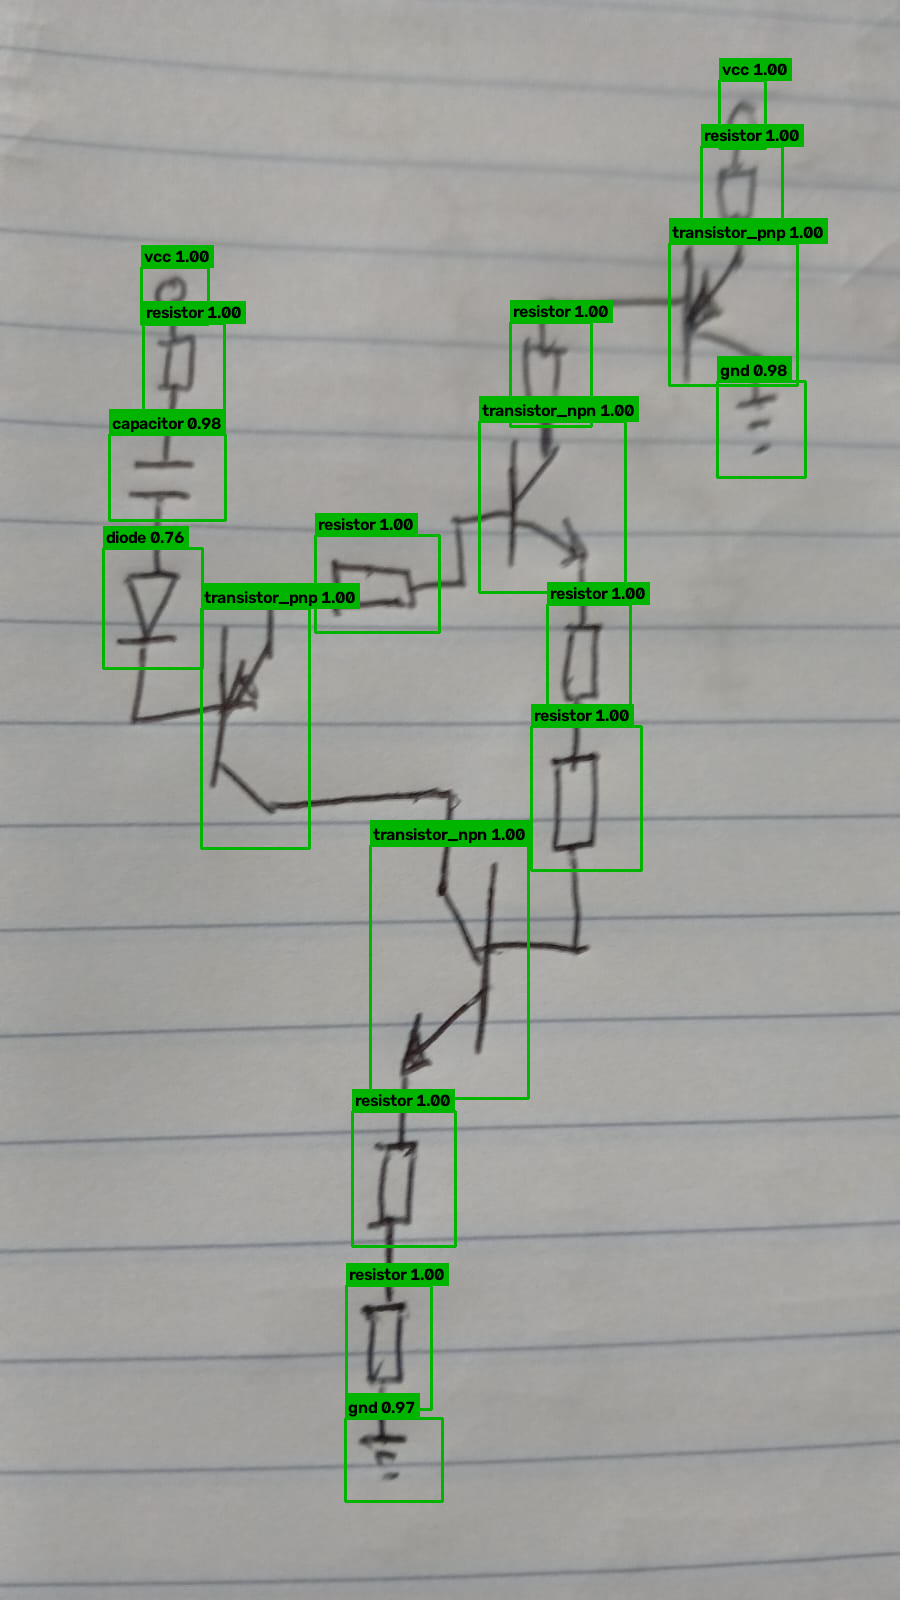 vcc 1.00
resistor 1.00
transistor_pnp 1.00
vcc 1.00
resistor 1.00
resistor 1.00
gnd 0.98
transistor_npn 1.00
capacitor 0.98
resistor 1.00
diode 0.76
transistor_pnp 1.00
resistor 1.00
resistor 1.00
transistor_npn 1.00
resistor 1.00
resistor 1.00
gnd 0.97